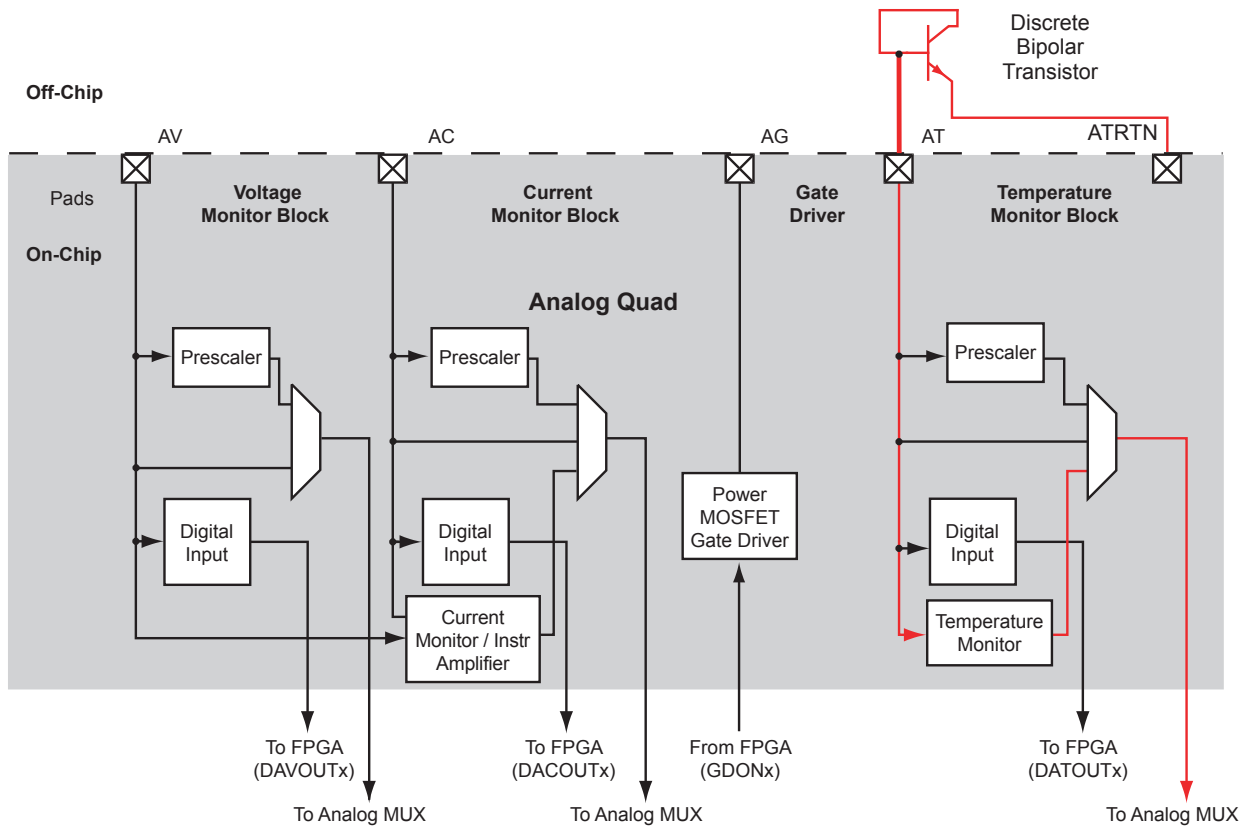 Discrete
Bipolar
Transistor
Off-Chip
AV
AC
AG
AT
ATRTN
Pads
Voltage
Monitor Block
Current
Monitor Block
Gate
Driver
Temperature
Monitor Block
On-Chip
Analog Quad
Prescaler
Prescaler
Prescaler
Digital
Input
Digital
Input
Power
MOSFET
Gate Driver
Digital
Input
Current
Monitor / Instr
Amplifier
Temperature
Monitor
To FPGA
(DAVOUTx)
To FPGA
(DACOUTx)
From FPGA
(GDONx)
To FPGA
(DATOUTx)
To Analog MUX
To Analog MUX
To Analog MUX